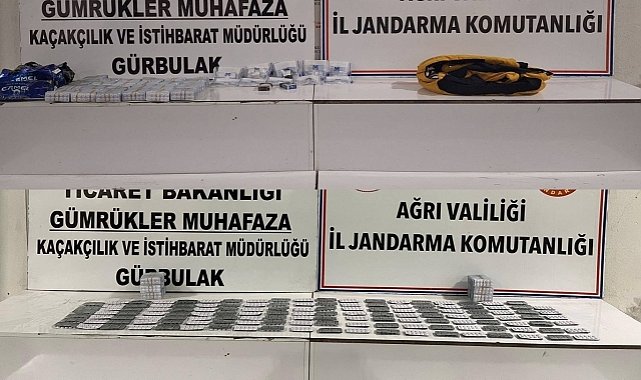 GÜMRÜKLER MUHAFAZA
KAÇAKÇILIK VE İSTİHBARAT MÜDÜRLÜĞÜ
GÜRBULAK
İL JANDARMA KOMUTANLIĞI
CAMEL
TİCARET BAKANLIĞI
GÜMRÜKLER MUHAFAZA
KAÇAKÇILIK VE İSTİHBARAT MÜDÜRLÜĞÜ
GÜRBULAK
AĞRI VALİLİĞİ
İL JANDARMA KOMUTANLIĞI